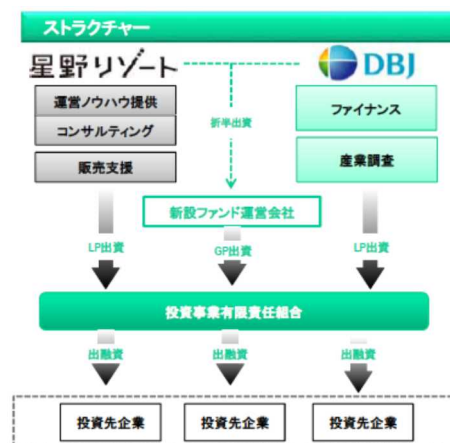 ストラクチャー
星野リゾート
DBJ
運営ノウハウ提供
コンサルティング
販売支援
折半出資
ファイナンス
産業調査
新設ファンド運営会社
LP出資
GP出資
LP出資
投資事業有限責任組合
出融資
出融資
出融資
投資先企業
投資先企業
投資先企業